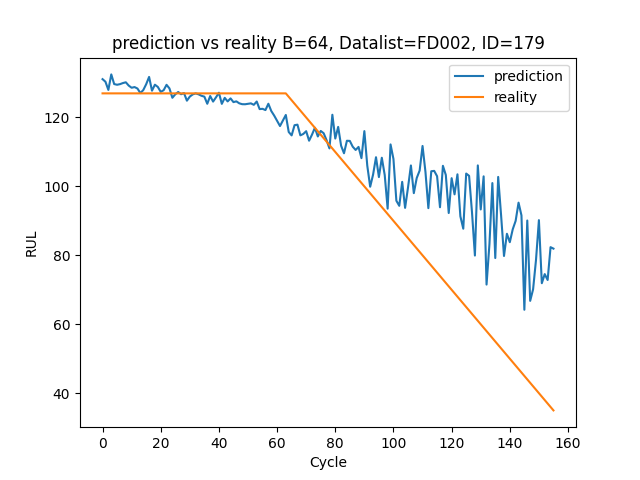 prediction vs reality B=64, Datalist=FD002, ID=179
prediction
reality
120
100
80
60
40
RUL
0 20 40 60 80 100 120 140 160
Cycle